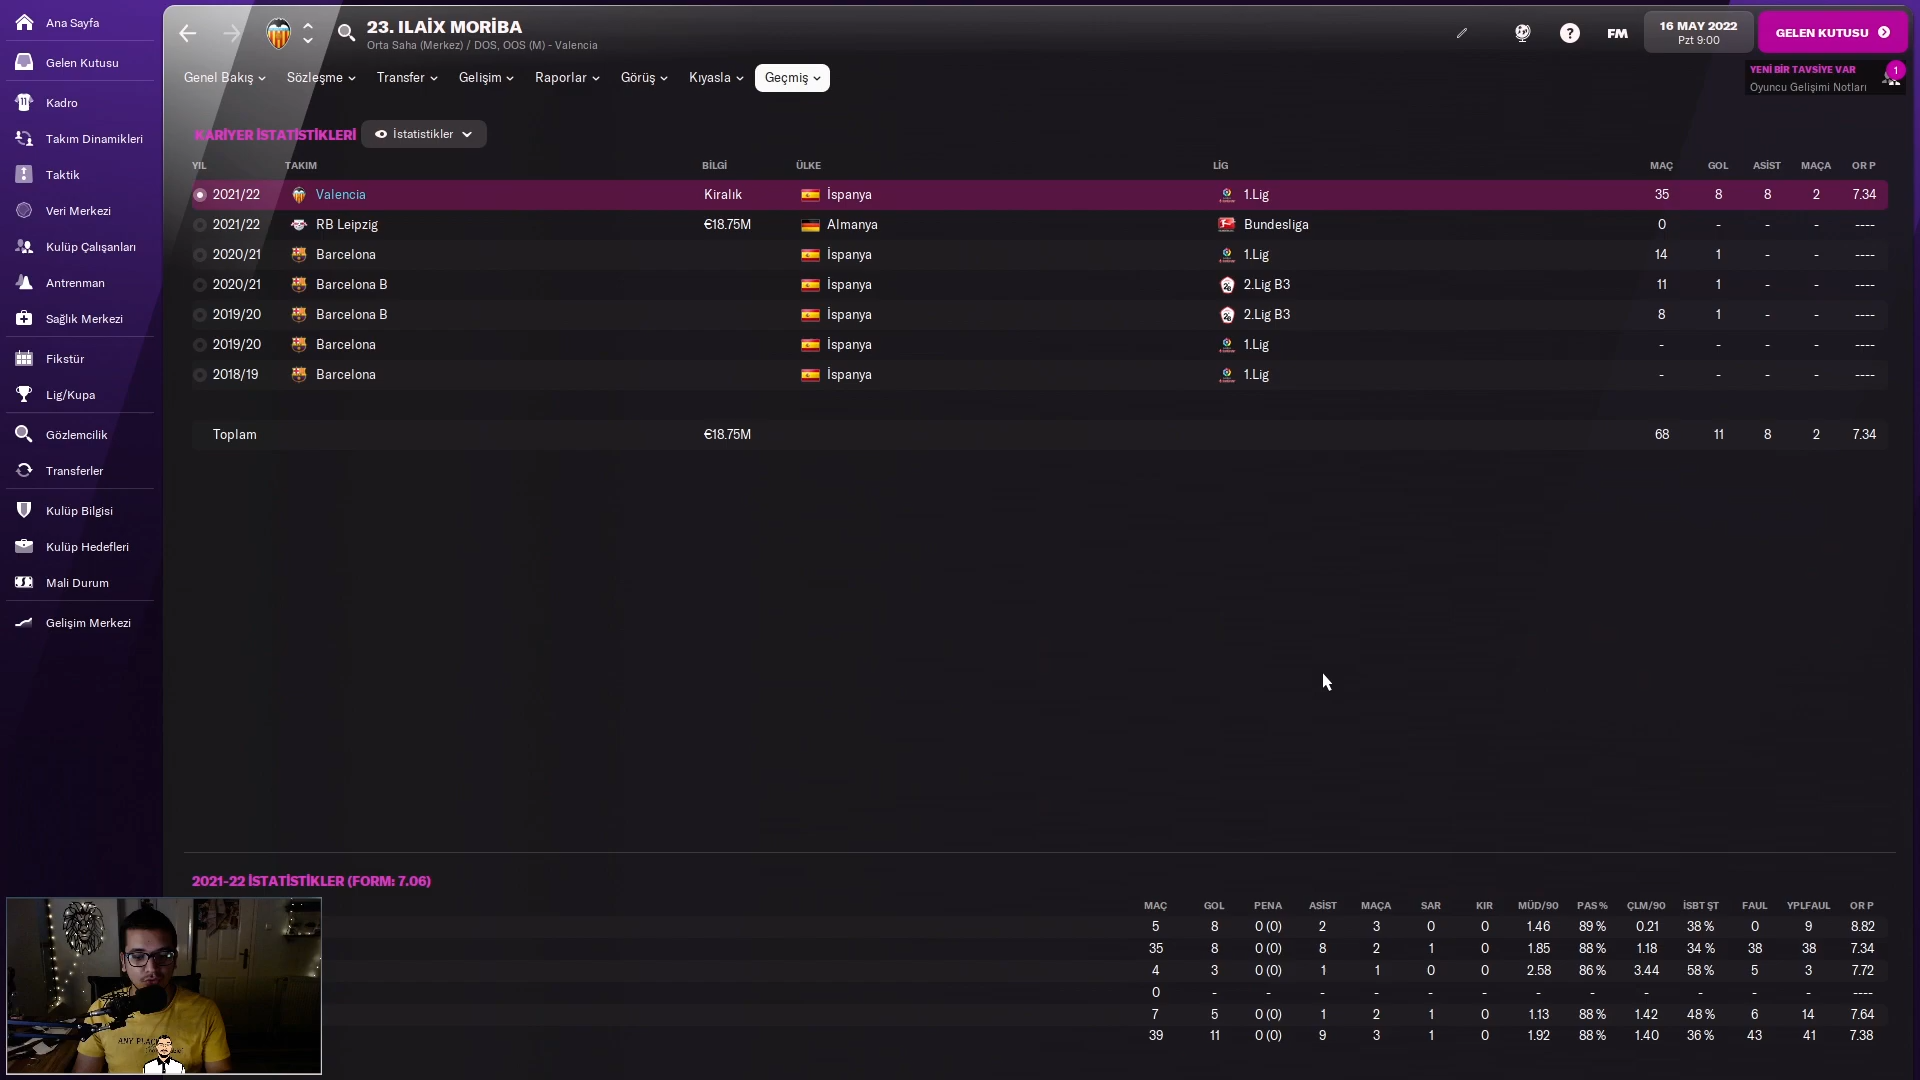 Ana Sayfa
Gelen Kutusu
Kadro
Takım Dinamikleri
Taktik
Veri Merkezi
Kulüp Çalışanları
Antrenman
Sağlık Merkezi
Fikstür
Lig/Kupa
Gözlemcilik
Transferler
Kulüp Bilgisi
Kulüp Hedefleri
Mali Durum
Gelişim Merkezi
23. ILAİX MORİBA
Orta Saha (Merkez) / DOS, OOS (M) - Valencia
FM
16 MAY 2022
Pzt 9:00
GELEN KUTUSU
YENİ BİR TAVSİYE VAR
1
Oyuncu Gelişimi Notları
Genel Bakış Sözleşme Transfer Gelişim Raporlar Görüş Kıyasla Geçmiş
KARİYER İSTATİSTİKLERİ İstatistikler
YIL TAKIM BİLGİ ÜLKE LİG MAÇ GOL ASİST MAÇA OR P
2021/22 Valencia Kiralık İspanya 1.Lig 35 8 8 2 7.34
2021/22 RB Leipzig €18.75M Almanya Bundesliga 0 - - - ----
2020/21 Barcelona İspanya 1.Lig 14 1 - - ----
2020/21 Barcelona B İspanya 2.Lig B3 11 1 - - ----
2019/20 Barcelona B İspanya 2.Lig B3 8 1 - - ----
2019/20 Barcelona İspanya 1.Lig - - - - ----
2018/19 Barcelona İspanya 1.Lig - - - - ----
Toplam €18.75M 68 11 8 2 7.34
2021-22 İSTATİSTİKLER (FORM: 7.06)
MAÇ GOL PENA ASİST MAÇA SAR KIR MÜD/90 PAS % ÇLM/90 İSBT ŞT FAUL YPLFAUL OR P
5 8 0 (0) 2 3 0 0 1.46 89 % 0.21 38 % 0 9 8.82
35 8 0 (0) 8 2 1 0 1.85 88 % 1.18 34 % 38 38 7.34
4 3 0 (0) 1 1 0 0 2.58 86 % 3.44 58 % 5 3 7.72
0 - - - - - - - - - - - - ----
7 5 0 (0) 1 2 1 0 1.13 88 % 1.42 48 % 6 14 7.64
39 11 0 (0) 9 3 1 0 1.92 88 % 1.40 36 % 43 41 7.38
ANY PLACE